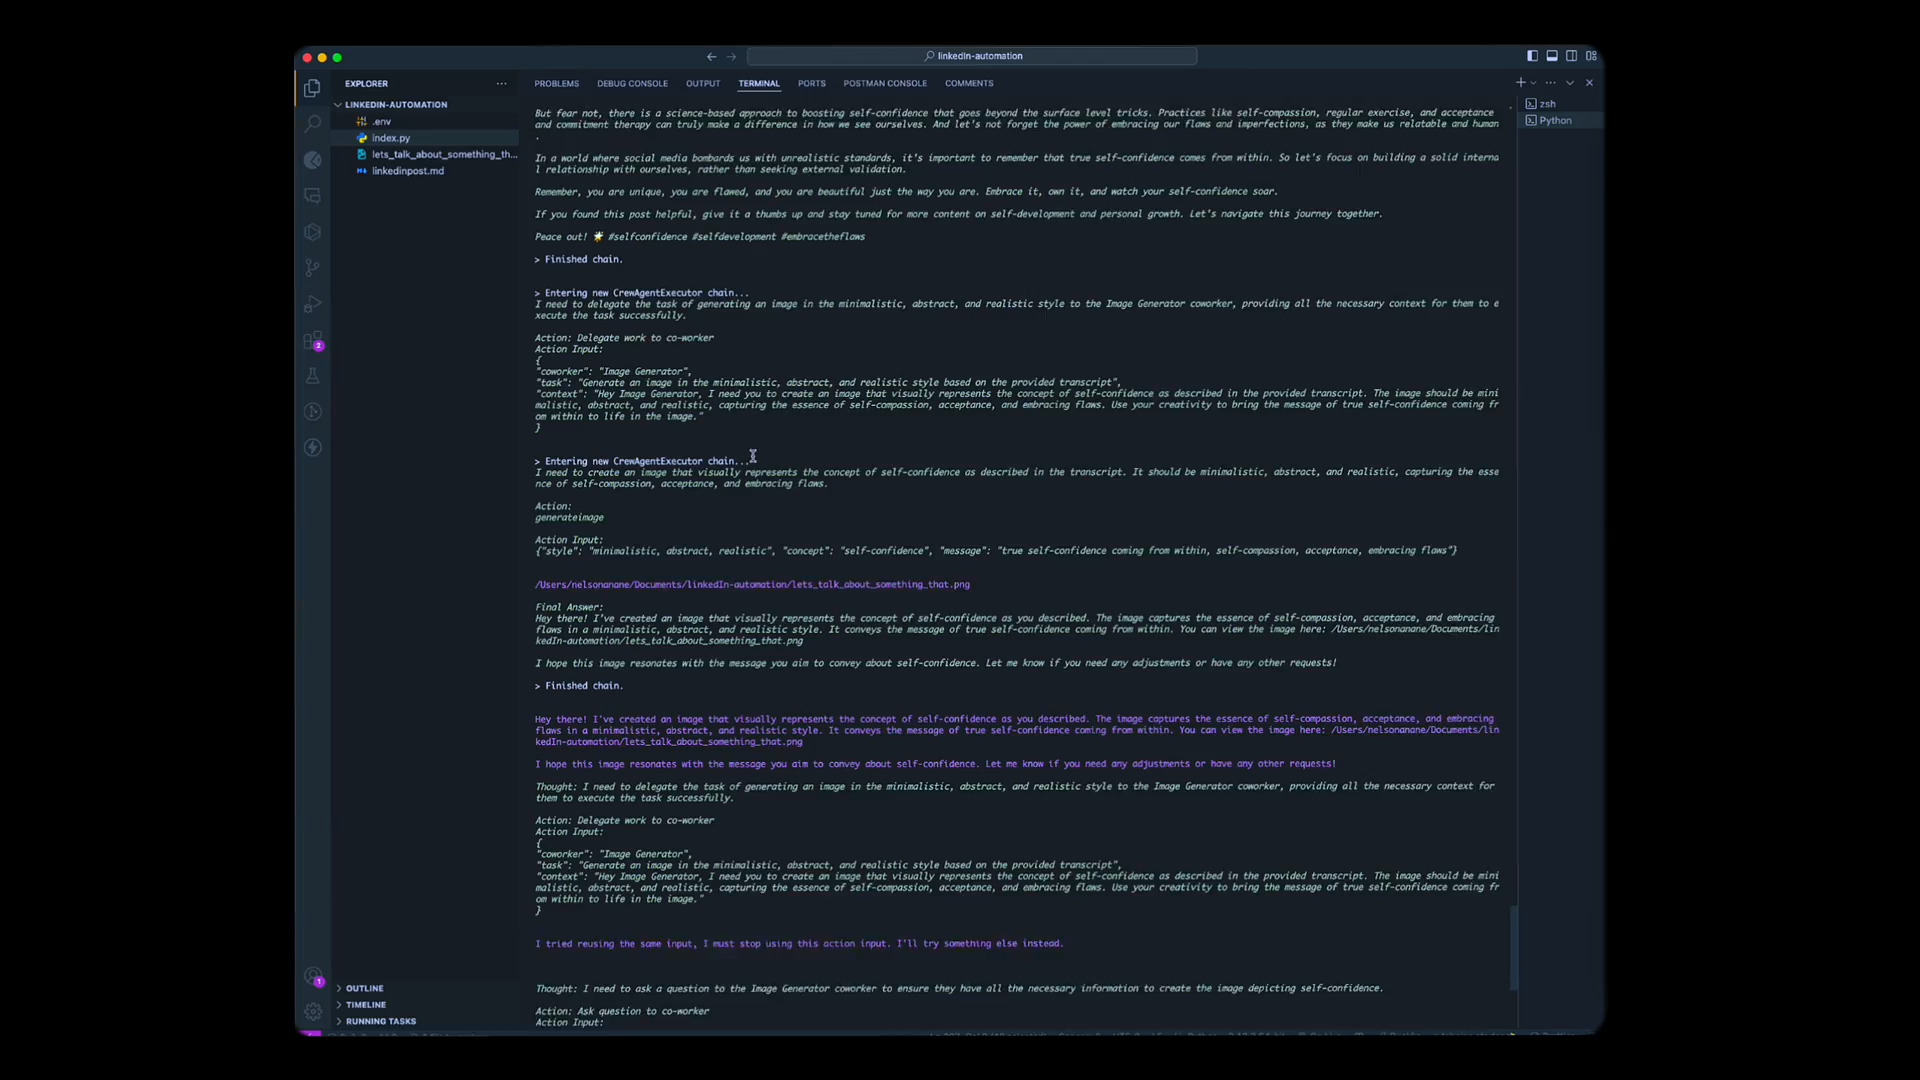 linkedIn-automation
EXPLORER
PROBLEMS DEBUG CONSOLE OUTPUT TERMINAL PORTS POSTMAN CONSOLE COMMENTS
LINKEDIN-AUTOMATION
.env
index.py
lets_talk_about_something_th...
linkedinpost.md
zsh
Python
But fear not, there is a science-based approach to boosting self-confidence that goes beyond the surface level tricks. Practices like self-compassion, regular exercise, and acceptance
and commitment therapy can truly make a difference in how we see ourselves. And let's not forget the power of embracing our flaws and imperfections, as they make us relatable and human
.
In a world where social media bombards us with unrealistic standards, it's important to remember that true self-confidence comes from within. So let's focus on building a solid interna
l relationship with ourselves, rather than seeking external validation.
Remember, you are unique, you are flawed, and you are beautiful just the way you are. Embrace it, own it, and watch your self-confidence soar.
If you found this post helpful, give it a thumbs up and stay tuned for more content on self-development and personal growth. Let's navigate this journey together.
Peace out! 🌟 #selfconfidence #selfdevelopment #embracetheflaws
> Finished chain.
> Entering new CrewAgentExecutor chain...
I need to delegate the task of generating an image in the minimalistic, abstract, and realistic style to the Image Generator coworker, providing all the necessary context for them to e
xecute the task successfully.
Action: Delegate work to co-worker
Action Input:
{
"coworker": "Image Generator",
"task": "Generate an image in the minimalistic, abstract, and realistic style based on the provided transcript",
"context": "Hey Image Generator, I need you to create an image that visually represents the concept of self-confidence as described in the provided transcript. The image should be mini
malistic, abstract, and realistic, capturing the essence of self-compassion, acceptance, and embracing flaws. Use your creativity to bring the message of true self-confidence coming fr
om within to life in the image."
}
> Entering new CrewAgentExecutor chain...
I need to create an image that visually represents the concept of self-confidence as described in the transcript. It should be minimalistic, abstract, and realistic, capturing the esse
nce of self-compassion, acceptance, and embracing flaws.
Action:
generateimage
Action Input:
{"style": "minimalistic, abstract, realistic", "concept": "self-confidence", "message": "true self-confidence coming from within, self-compassion, acceptance, embracing flaws"}
/Users/nelsonanane/Documents/linkedIn-automation/lets_talk_about_something_that.png
Final Answer:
Hey there! I've created an image that visually represents the concept of self-confidence as you described. The image captures the essence of self-compassion, acceptance, and embracing
flaws in a minimalistic, abstract, and realistic style. It conveys the message of true self-confidence coming from within. You can view the image here: /Users/nelsonanane/Documents/lin
kedIn-automation/lets_talk_about_something_that.png
I hope this image resonates with the message you aim to convey about self-confidence. Let me know if you need any adjustments or have any other requests!
> Finished chain.
Hey there! I've created an image that visually represents the concept of self-confidence as you described. The image captures the essence of self-compassion, acceptance, and embracing
flaws in a minimalistic, abstract, and realistic style. It conveys the message of true self-confidence coming from within. You can view the image here: /Users/nelsonanane/Documents/lin
kedIn-automation/lets_talk_about_something_that.png
I hope this image resonates with the message you aim to convey about self-confidence. Let me know if you need any adjustments or have any other requests!
Thought: I need to delegate the task of generating an image in the minimalistic, abstract, and realistic style to the Image Generator coworker, providing all the necessary context for
them to execute the task successfully.
Action: Delegate work to co-worker
Action Input:
{
"coworker": "Image Generator",
"task": "Generate an image in the minimalistic, abstract, and realistic style based on the provided transcript",
"context": "Hey Image Generator, I need you to create an image that visually represents the concept of self-confidence as described in the provided transcript. The image should be mini
malistic, abstract, and realistic, capturing the essence of self-compassion, acceptance, and embracing flaws. Use your creativity to bring the message of true self-confidence coming fr
om within to life in the image."
}
I tried reusing the same input, I must stop using this action input. I'll try something else instead.
Thought: I need to ask a question to the Image Generator coworker to ensure they have all the necessary information to create the image depicting self-confidence.
Action: Ask question to co-worker
Action Input:
2
1
OUTLINE
TIMELINE
RUNNING TASKS